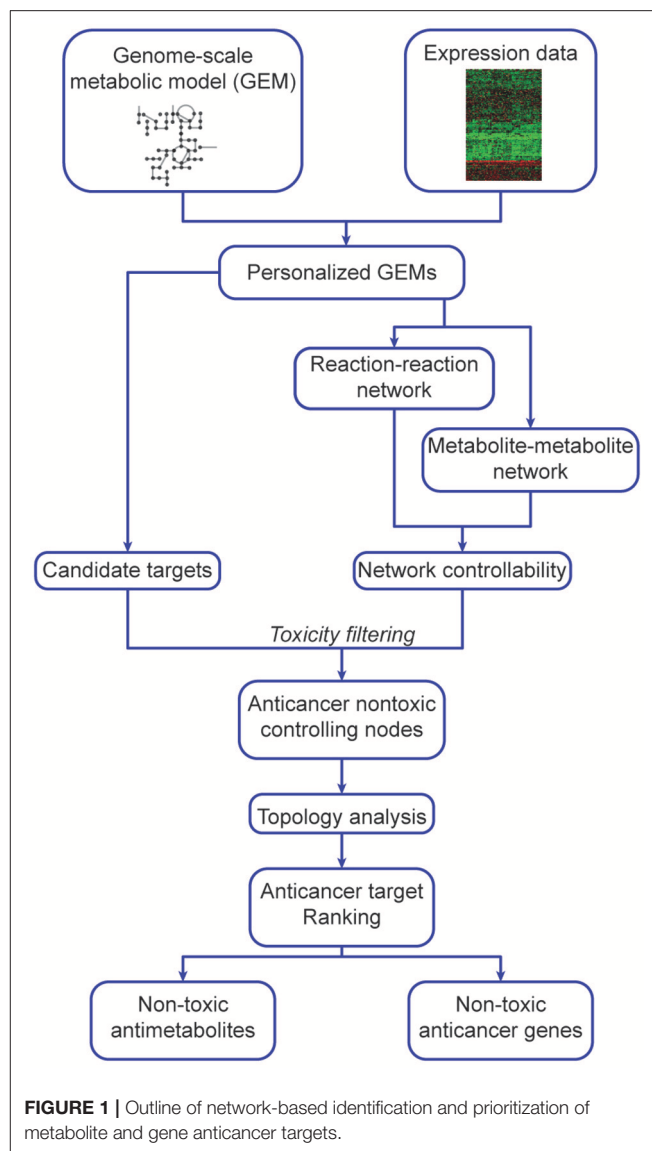 Genome-scale
metabolic model (GEM)
Expression data
Personalized GEMs
Reaction-reaction
network
Metabolite-metabolite
network
Candidate targets
Network controllability
Toxicity filtering
Anticancer nontoxic
controlling nodes
Topology analysis
Anticancer target
Ranking
Non-toxic
antimetabolites
Non-toxic
anticancer genes
FIGURE 1 | Outline of network-based identification and prioritization of
metabolite and gene anticancer targets.